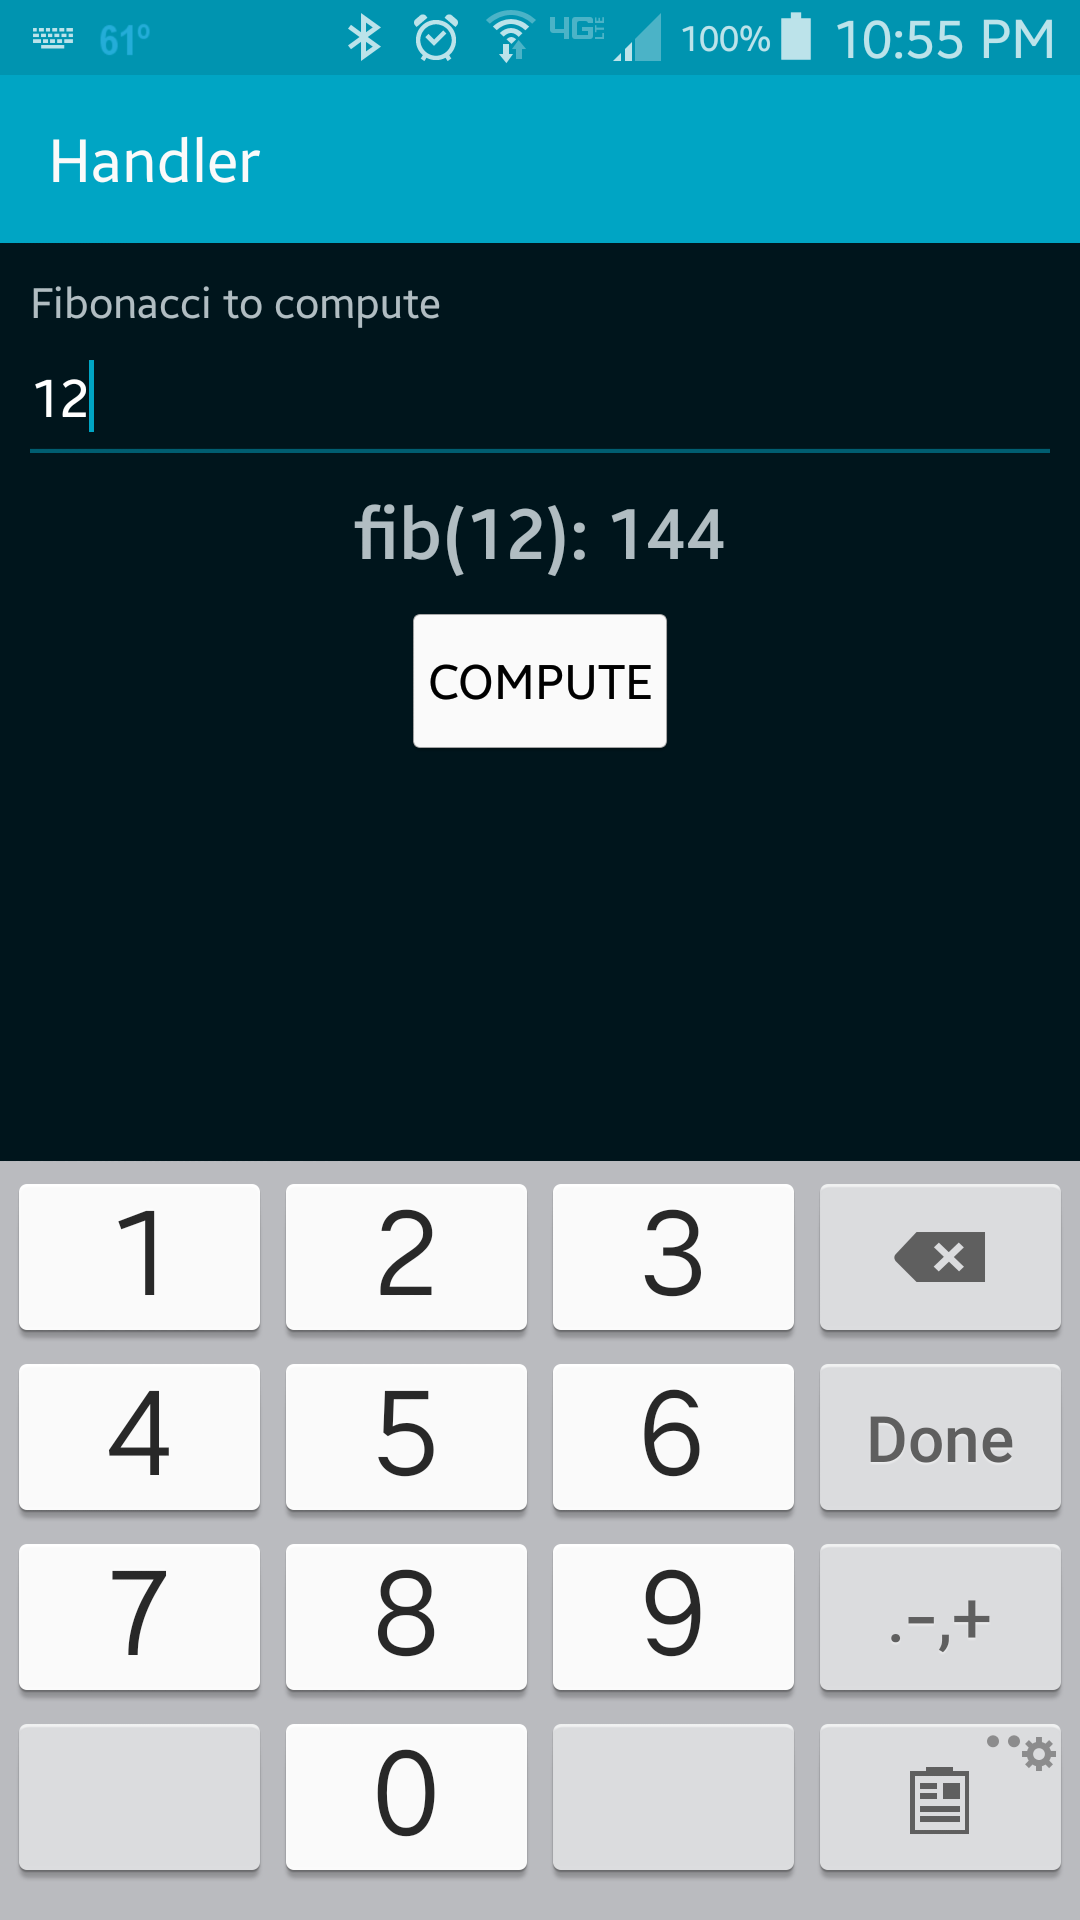 61° 4G LTE 100% 10:55 PM
Handler
Fibonacci to compute
12
fib(12): 144
COMPUTE
1 2 3
4 5 6 Done
7 8 9 .-,+
0